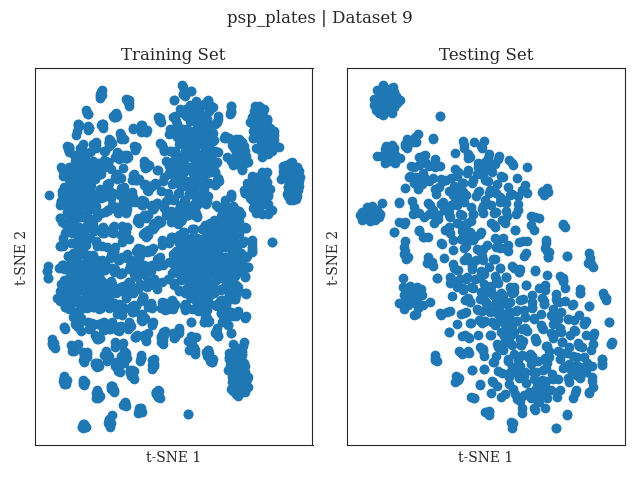 psp_plates | Dataset 9
Training Set
Testing Set
t-SNE 2
t-SNE 2
t-SNE 1
t-SNE 1